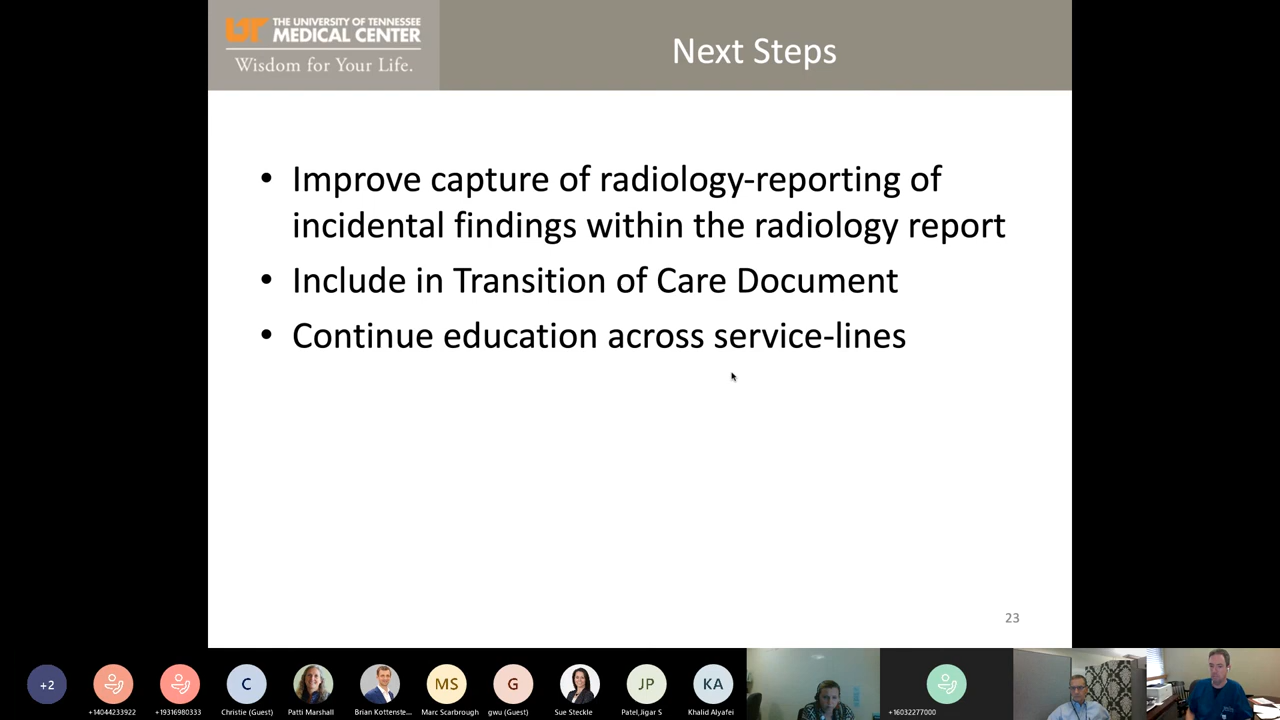 UT THE UNIVERSITY OF TENNESSEE
MEDICAL CENTER
Wisdom for Your Life.
Next Steps
• Improve capture of radiology-reporting of
incidental findings within the radiology report
• Include in Transition of Care Document
• Continue education across service-lines
23
+2
C
MS
G
JP
KA
+14044233922
+19316980333
Christie (Guest)
Patti Marshall
Brian Kottenste...
Marc Scarbrough
gwu (Guest)
Sue Steckle
Patel,Jigar S
Khalid Alyafei
+16032277000